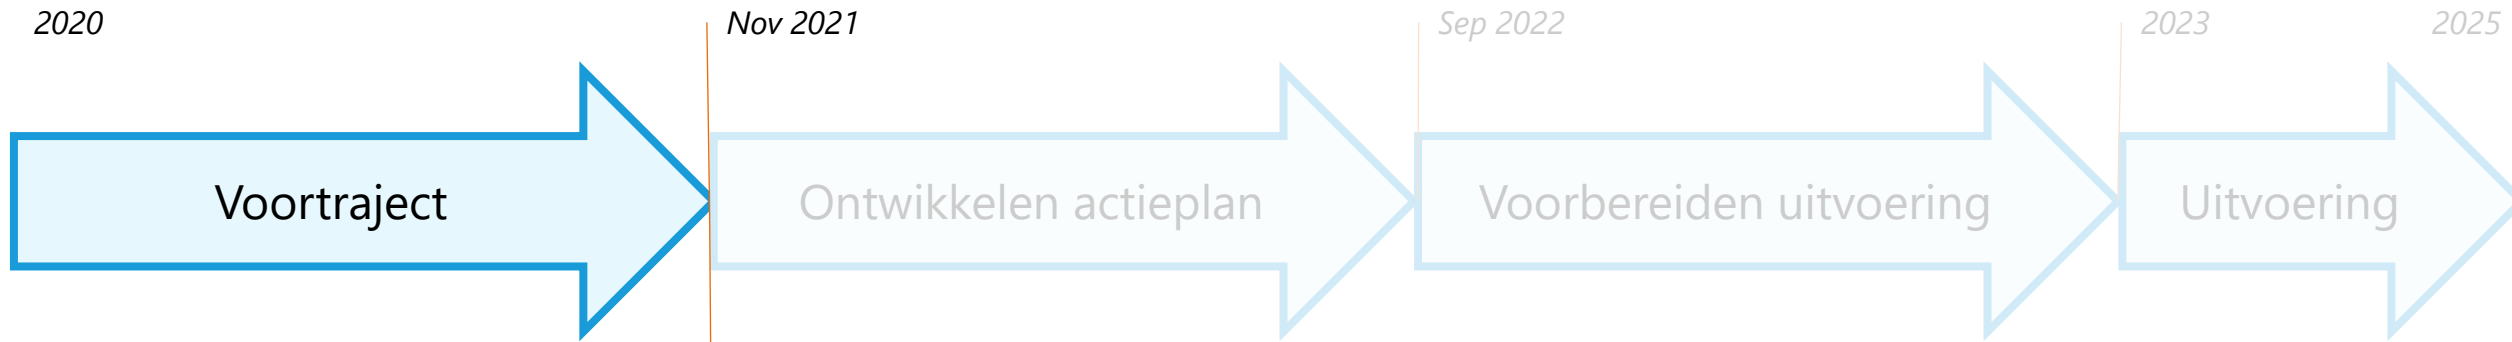 2020
Nov 2021
Sep 2022
2023
2025
Voortraject
Ontwikkelen actieplan
Voorbereiden uitvoering
Uitvoering